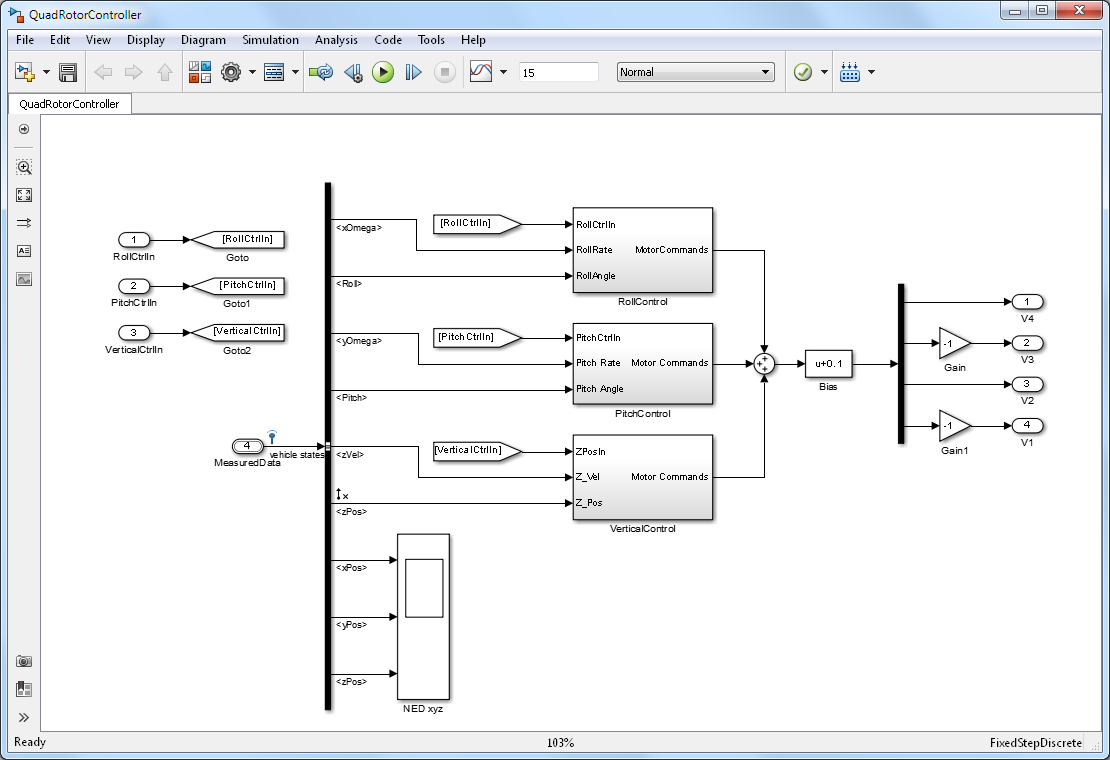 QuadRotorController
File Edit View Display Diagram Simulation Analysis Code Tools Help
15
Normal
QuadRotorController
1
RollCtrlIn
[RollCtrlIn]
Goto
2
PitchCtrlIn
[PitchCtrlIn]
Goto1
3
VerticalCtrlIn
[VerticalCtrlIn]
Goto2
4
MeasuredData
vehicle states
<xOmega>
<Roll>
<yOmega>
<Pitch>
<zVel>
x
<zPos>
<xPos>
<yPos>
<zPos>
NED xyz
[RollCtrlIn]
RollCtrlIn
RollRate MotorCommands
RollAngle
RollControl
[PitchCtrlIn]
PitchCtrlIn
Pitch Rate Motor Commands
Pitch Angle
PitchControl
[VerticalCtrlIn]
ZPosIn
Z_Vel Motor Commands
Z_Pos
VerticalControl
+
+
+
u+0.1
Bias
1
V4
-1
Gain
2
V3
3
V2
-1
Gain1
4
V1
Ready 103% FixedStepDiscrete